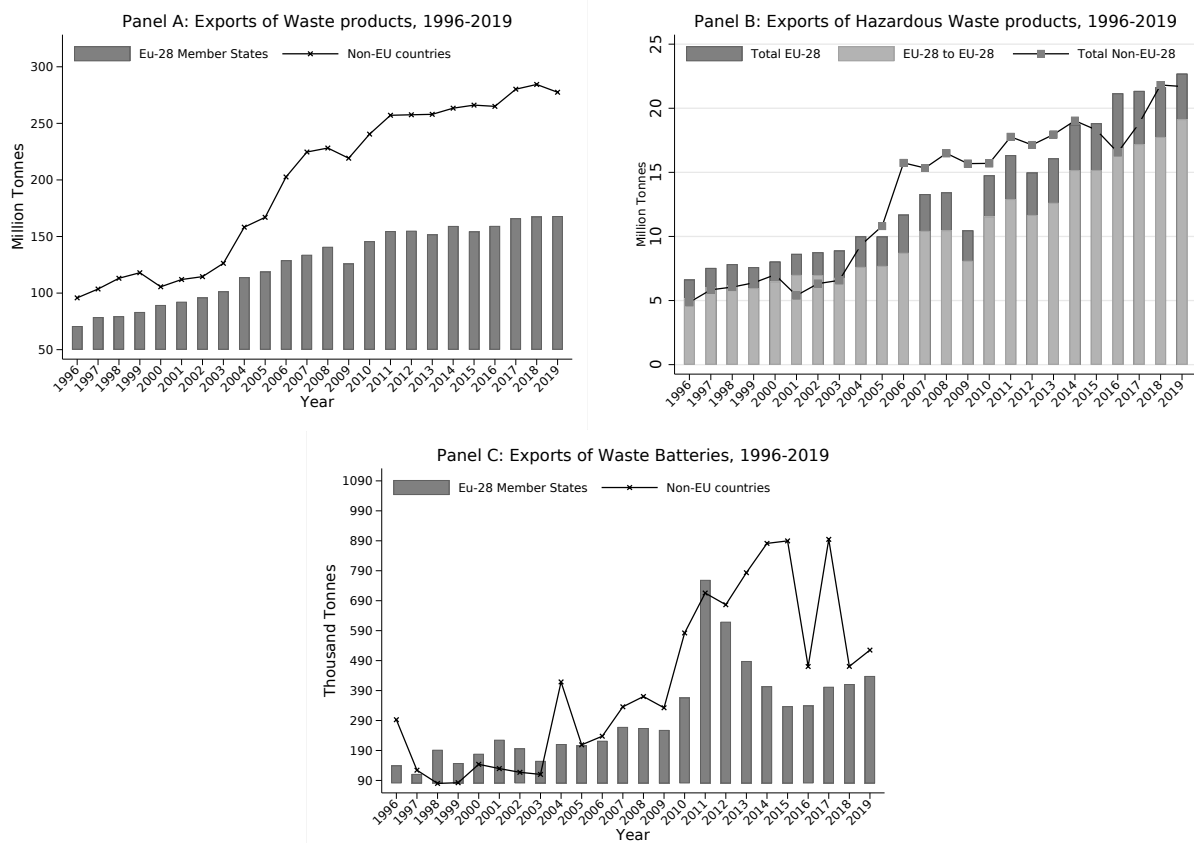 Panel A: Exports of Waste products, 1996-2019
Eu-28 Member States
Non-EU countries
300
250
200
150
100
50
Million Tonnes
1996 1997 1998 1999 2000 2001 2002 2003 2004 2005 2006 2007 2008 2009 2010 2011 2012 2013 2014 2015 2016 2017 2018 2019
Year
Panel B: Exports of Hazardous Waste products, 1996-2019
Total EU-28
EU-28 to EU-28
Total Non-EU-28
25
20
15
10
5
0
Million Tonnes
1996 1997 1998 1999 2000 2001 2002 2003 2004 2005 2006 2007 2008 2009 2010 2011 2012 2013 2014 2015 2016 2017 2018 2019
Panel C: Exports of Waste Batteries, 1996-2019
Eu-28 Member States
Non-EU countries
1090
990
890
790
690
590
490
390
290
190
90
Thousand Tonnes
1996 1997 1998 1999 2000 2001 2002 2003 2004 2005 2006 2007 2008 2009 2010 2011 2012 2013 2014 2015 2016 2017 2018 2019
Year